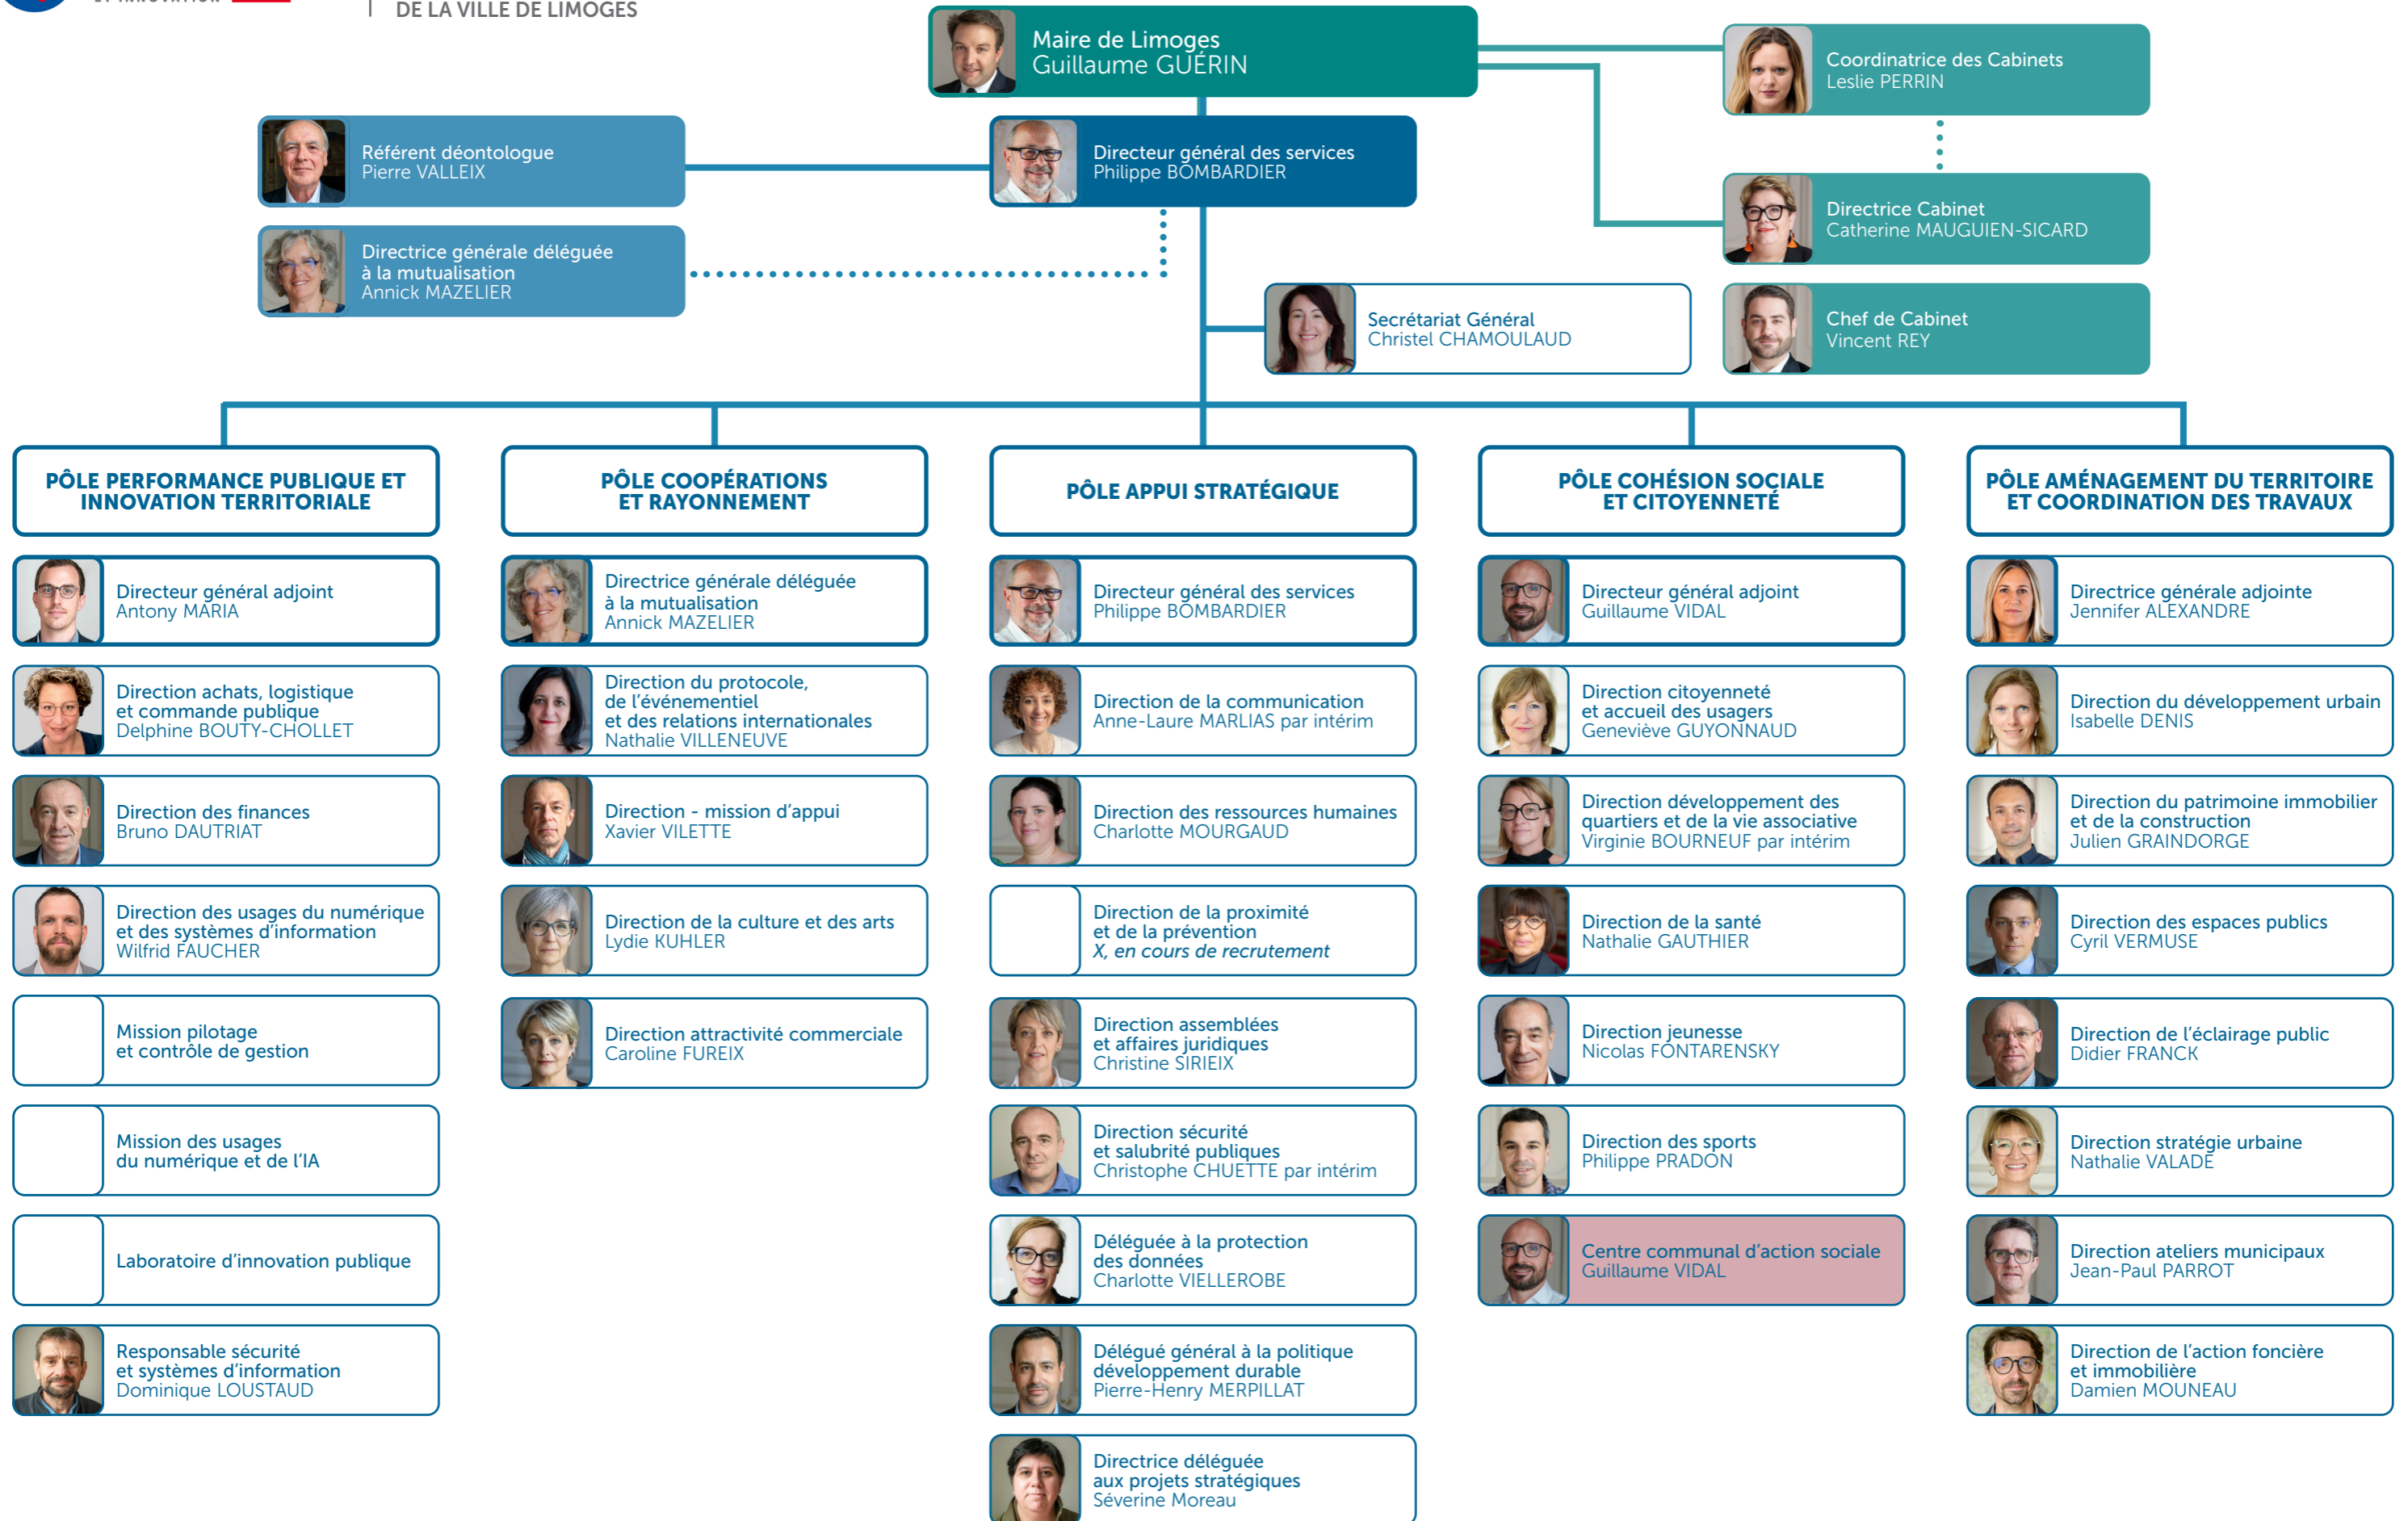 ET INNOVATION
DE LA VILLE DE LIMOGES
Maire de Limoges
Guillaume GUÉRIN
Coordinatrice des Cabinets
Leslie PERRIN
Référent déontologue
Pierre VALLEIX
Directeur général des services
Philippe BOMBARDIER
Directrice Cabinet
Catherine MAUGUIEN-SICARD
Directrice générale déléguée
à la mutualisation
Annick MAZELIER
Secrétariat Général
Christel CHAMOULAUD
Chef de Cabinet
Vincent REY
PÔLE PERFORMANCE PUBLIQUE ET
INNOVATION TERRITORIALE
Directeur général adjoint
Antony MARIA
Direction achats, logistique
et commande publique
Delphine BOUTY-CHOLLET
Direction des finances
Bruno DAUTRIAT
Direction des usages du numérique
et des systèmes d'information
Wilfrid FAUCHER
Mission pilotage
et contrôle de gestion
Mission des usages
du numérique et de l'IA
Laboratoire d'innovation publique
Responsable sécurité
et systèmes d'information
Dominique LOUSTAUD
PÔLE COOPÉRATIONS
ET RAYONNEMENT
Directrice générale déléguée
à la mutualisation
Annick MAZELIER
Direction du protocole,
de l'événementiel
et des relations internationales
Nathalie VILLENEUVE
Direction - mission d'appui
Xavier VILETTE
Direction de la culture et des arts
Lydie KUHLER
Direction attractivité commerciale
Caroline FUREIX
PÔLE APPUI STRATÉGIQUE
Directeur général des services
Philippe BOMBARDIER
Direction de la communication
Anne-Laure MARLIAS par intérim
Direction des ressources humaines
Charlotte MOURGAUD
Direction de la proximité
et de la prévention
X, en cours de recrutement
Direction assemblées
et affaires juridiques
Christine SIRIEIX
Direction sécurité
et salubrité publiques
Christophe CHUETTE par intérim
Déléguée à la protection
des données
Charlotte VIELLEROBE
Délégué général à la politique
développement durable
Pierre-Henry MERPILLAT
Directrice déléguée
aux projets stratégiques
Séverine Moreau
PÔLE COHÉSION SOCIALE
ET CITOYENNETÉ
Directeur général adjoint
Guillaume VIDAL
Direction citoyenneté
et accueil des usagers
Geneviève GUYONNAUD
Direction développement des
quartiers et de la vie associative
Virginie BOURNEUF par intérim
Direction de la santé
Nathalie GAUTHIER
Direction jeunesse
Nicolas FONTARENSKY
Direction des sports
Philippe PRADON
Centre communal d'action sociale
Guillaume VIDAL
PÔLE AMÉNAGEMENT DU TERRITOIRE
ET COORDINATION DES TRAVAUX
Directrice générale adjointe
Jennifer ALEXANDRE
Direction du développement urbain
Isabelle DENIS
Direction du patrimoine immobilier
et de la construction
Julien GRAINDORGE
Direction des espaces publics
Cyril VERMUSE
Direction de l'éclairage public
Didier FRANCK
Direction stratégie urbaine
Nathalie VALADE
Direction ateliers municipaux
Jean-Paul PARROT
Direction de l'action foncière
et immobilière
Damien MOUNEAU